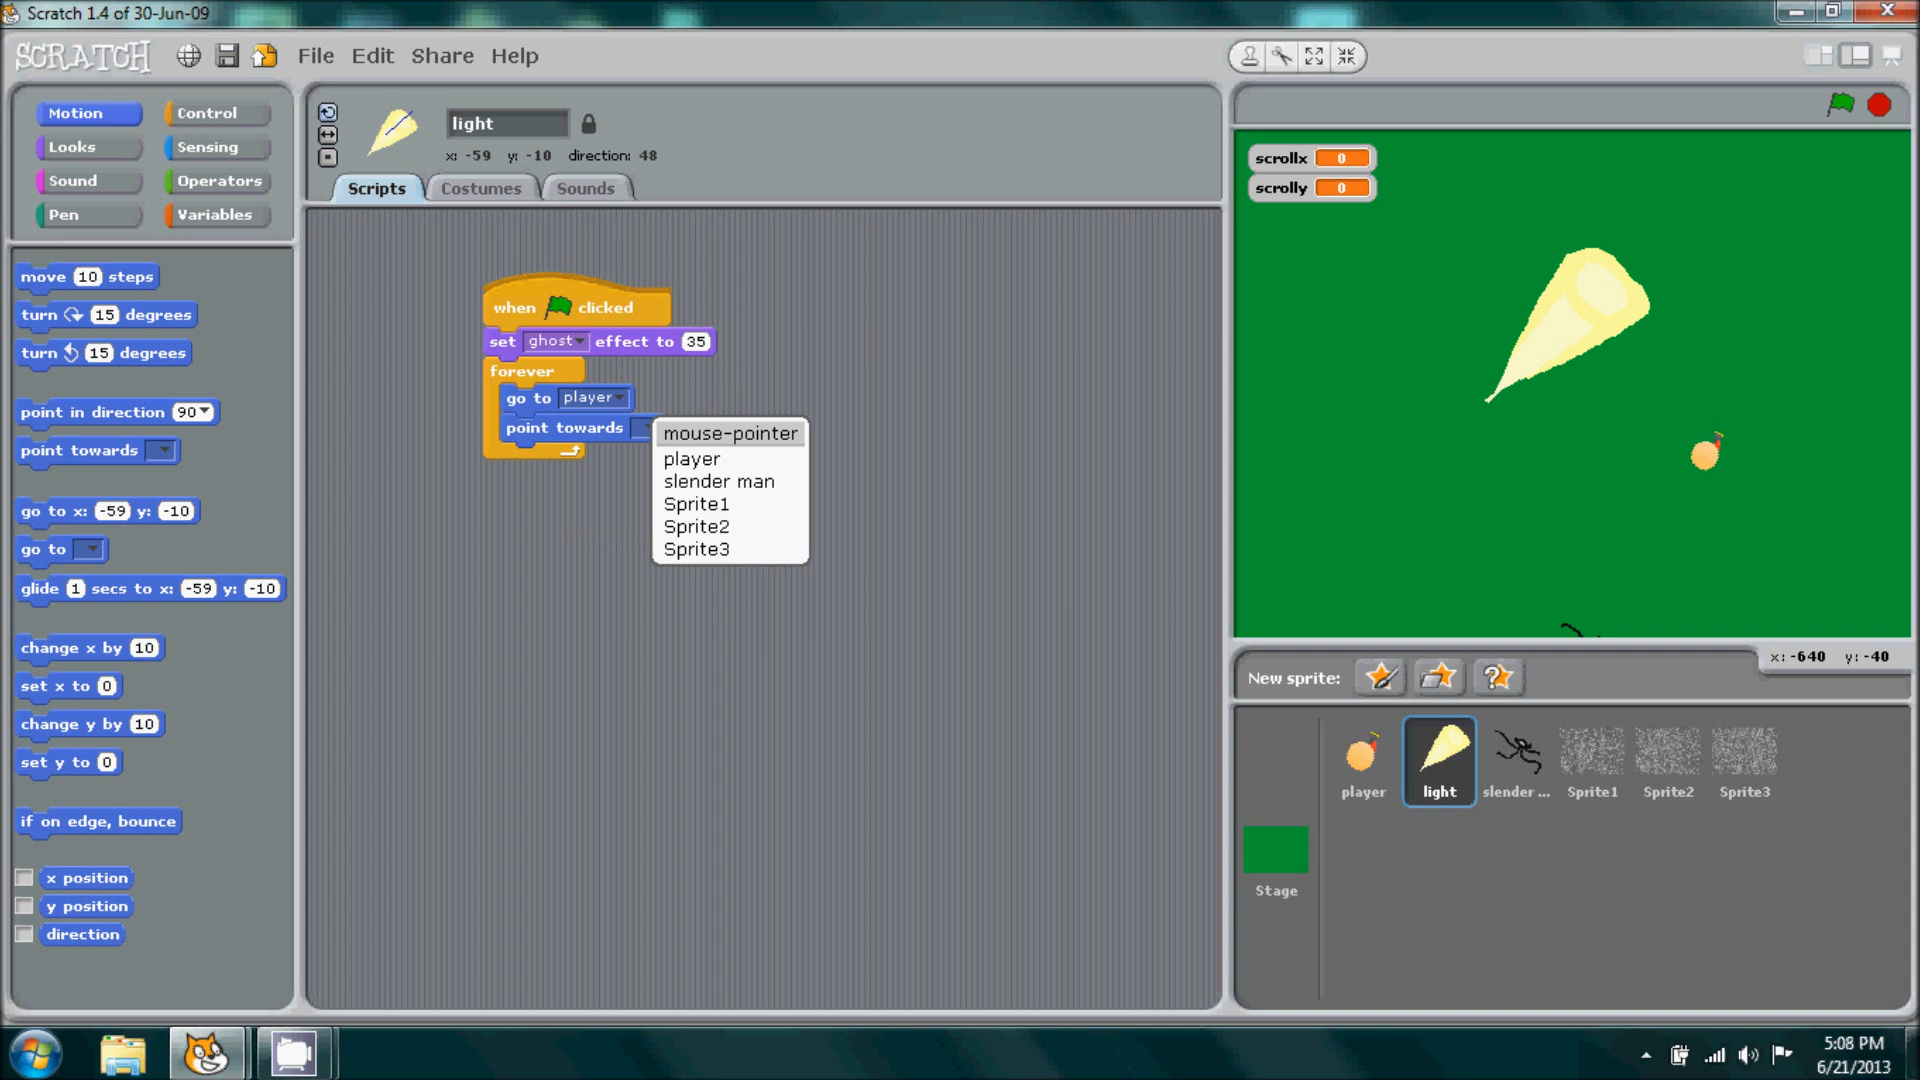 Scratch 1.4 of 30-Jun-09
SCRATCH File Edit Share Help
Motion Control
Looks Sensing
Sound Operators
Pen Variables
move 10 steps
turn 15 degrees
turn 15 degrees
point in direction 90
point towards
go to x: -59 y: -10
go to
glide 1 secs to x: -59 y: -10
change x by 10
set x to 0
change y by 10
set y to 0
if on edge, bounce
x position
y position
direction
light
x: -59 y: -10 direction: 48
Scripts Costumes Sounds
when clicked
set ghost effect to 35
forever
go to player
point towards
mouse-pointer
player
slender man
Sprite1
Sprite2
Sprite3
scrollx 0
scrolly 0
x: -640 y: -40
New sprite:
player light slender ... Sprite1 Sprite2 Sprite3
Stage
5:08 PM
6/21/2013